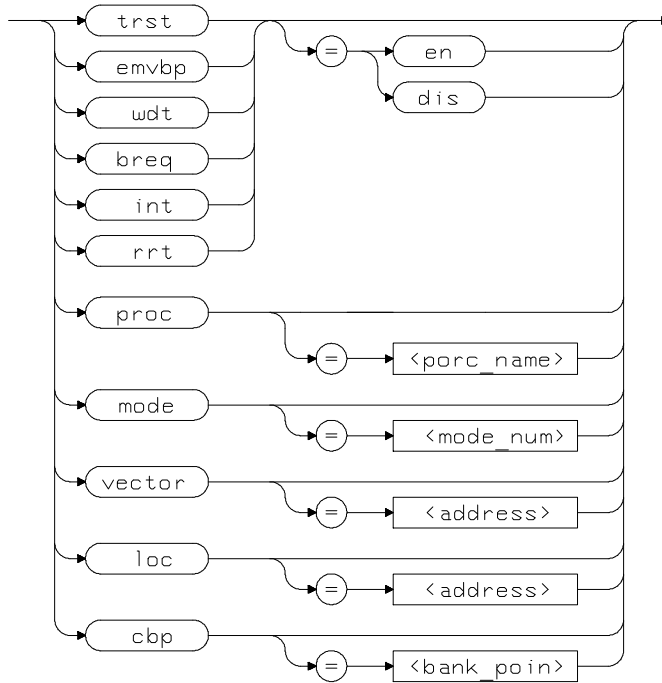 trst = en
emvbp dis
wdt
breq
int
rrt
proc
= <porc_name>
mode
= <mode_num>
vector
= <address>
loc
= <address>
cbp
= <bank_poin>